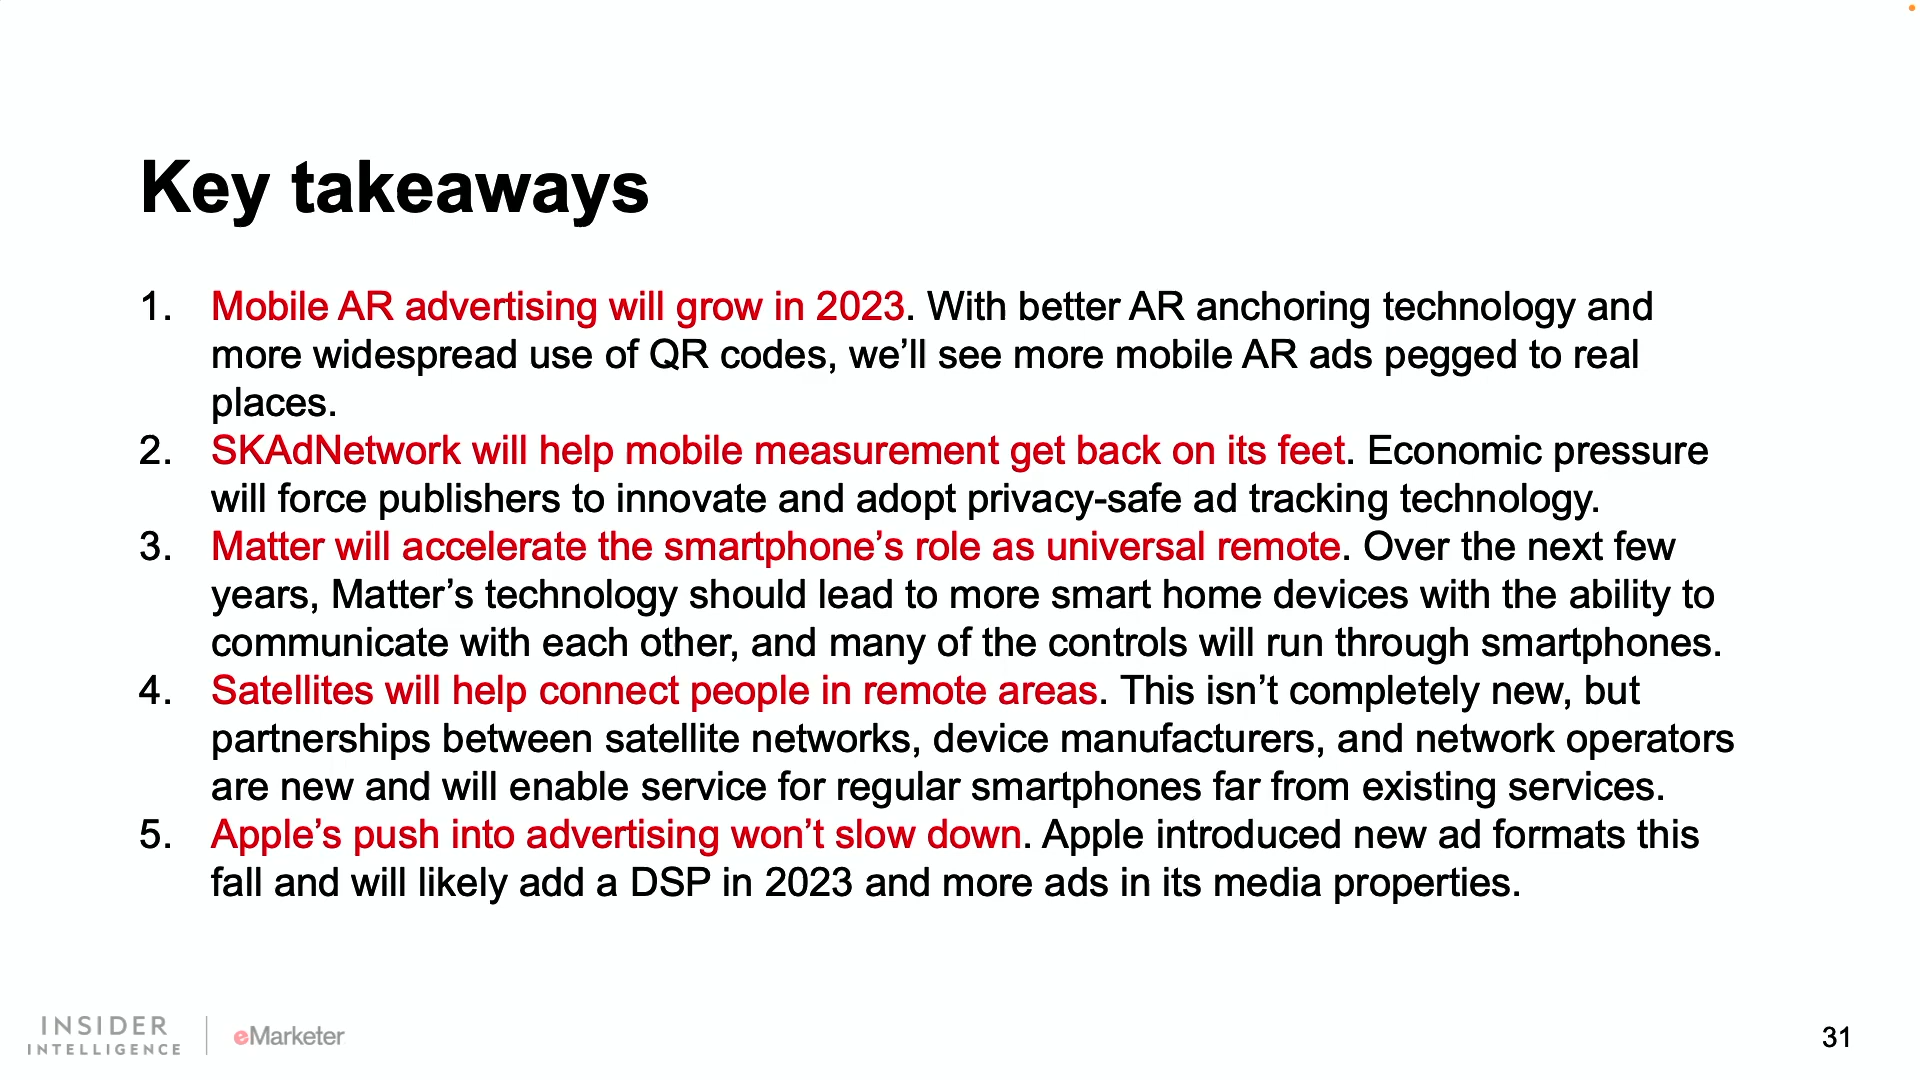 Key takeaways
1. Mobile AR advertising will grow in 2023. With better AR anchoring technology and
more widespread use of QR codes, we’ll see more mobile AR ads pegged to real
places.
2. SKAdNetwork will help mobile measurement get back on its feet. Economic pressure
will force publishers to innovate and adopt privacy-safe ad tracking technology.
3. Matter will accelerate the smartphone’s role as universal remote. Over the next few
years, Matter’s technology should lead to more smart home devices with the ability to
communicate with each other, and many of the controls will run through smartphones.
4. Satellites will help connect people in remote areas. This isn’t completely new, but
partnerships between satellite networks, device manufacturers, and network operators
are new and will enable service for regular smartphones far from existing services.
5. Apple’s push into advertising won’t slow down. Apple introduced new ad formats this
fall and will likely add a DSP in 2023 and more ads in its media properties.
INSIDER
INTELLIGENCE
eMarketer
31